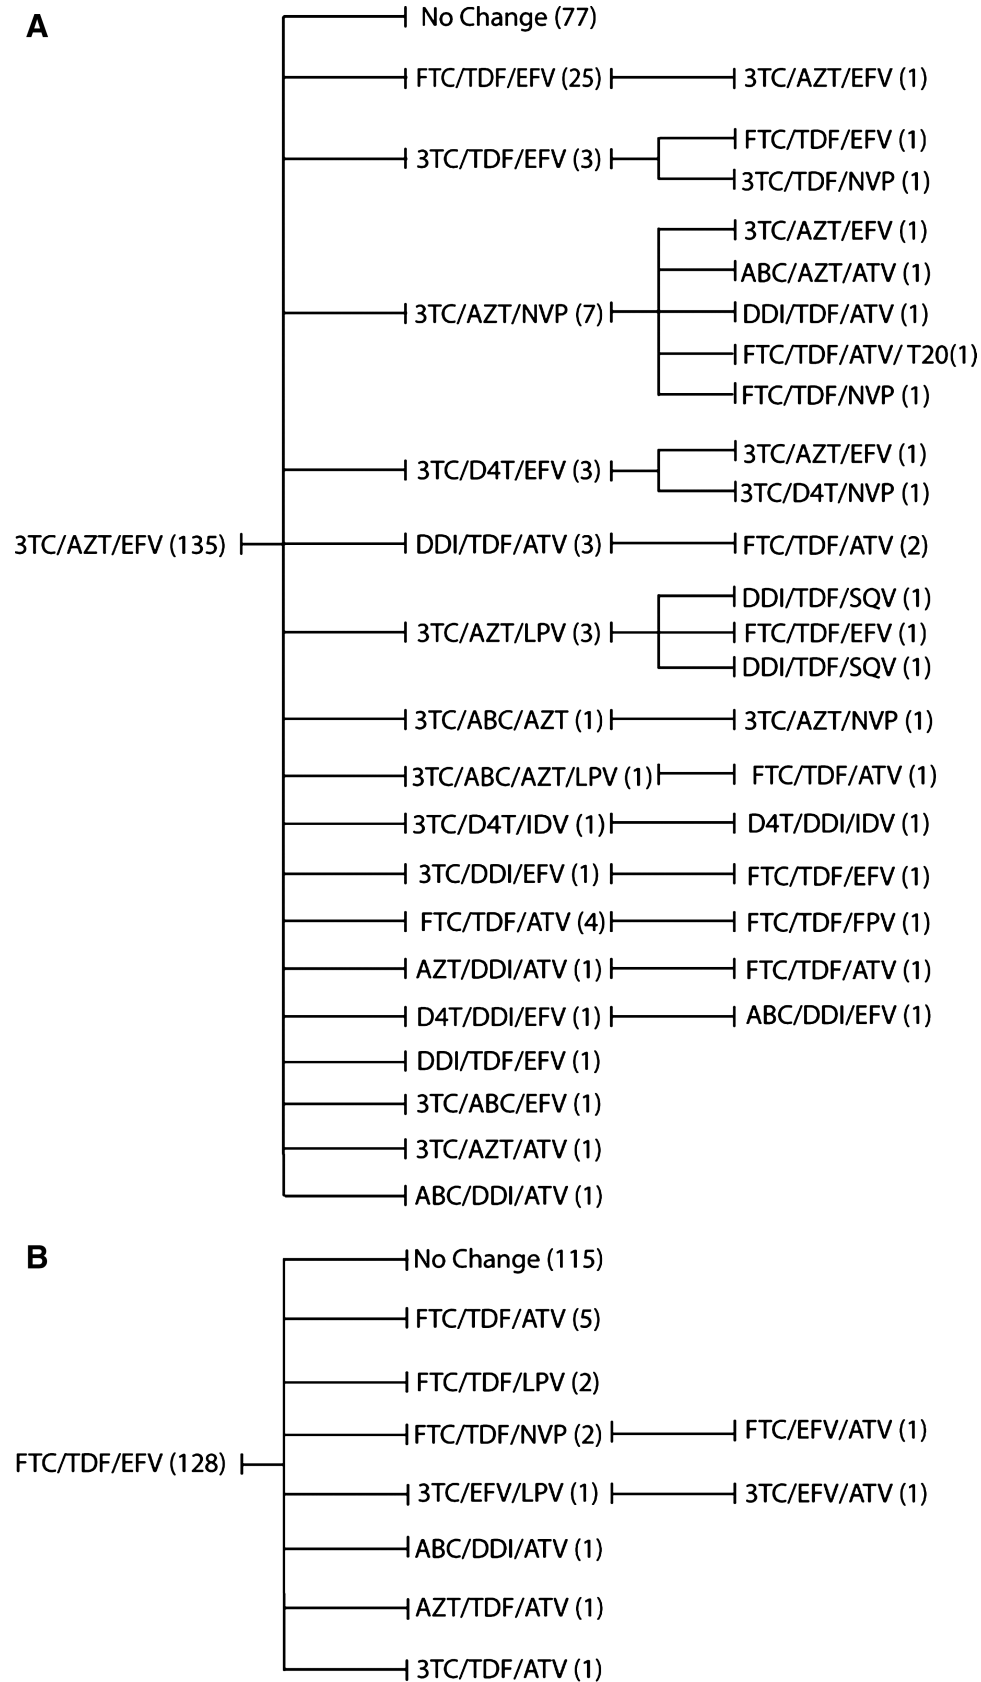 A
No Change (77)
FTC/TDF/EFV (25) 3TC/AZT/EFV (1)
FTC/TDF/EFV (1)
3TC/TDF/EFV (3)
3TC/TDF/NVP (1)
3TC/AZT/EFV (1)
ABC/AZT/ATV (1)
3TC/AZT/NVP (7) DDI/TDF/ATV (1)
FTC/TDF/ATV/ T20(1)
FTC/TDF/NVP (1)
3TC/AZT/EFV (1)
3TC/D4T/EFV (3)
3TC/D4T/NVP (1)
3TC/AZT/EFV (135) DDI/TDF/ATV (3) FTC/TDF/ATV (2)
DDI/TDF/SQV (1)
3TC/AZT/LPV (3) FTC/TDF/EFV (1)
DDI/TDF/SQV (1)
3TC/ABC/AZT (1) 3TC/AZT/NVP (1)
3TC/ABC/AZT/LPV (1) FTC/TDF/ATV (1)
3TC/D4T/IDV (1) D4T/DDI/IDV (1)
3TC/DDI/EFV (1) FTC/TDF/EFV (1)
FTC/TDF/ATV (4) FTC/TDF/FPV (1)
AZT/DDI/ATV (1) FTC/TDF/ATV (1)
D4T/DDI/EFV (1) ABC/DDI/EFV (1)
DDI/TDF/EFV (1)
3TC/ABC/EFV (1)
3TC/AZT/ATV (1)
ABC/DDI/ATV (1)
B
No Change (115)
FTC/TDF/ATV (5)
FTC/TDF/LPV (2)
FTC/TDF/NVP (2) FTC/EFV/ATV (1)
FTC/TDF/EFV (128)
3TC/EFV/LPV (1) 3TC/EFV/ATV (1)
ABC/DDI/ATV (1)
AZT/TDF/ATV (1)
3TC/TDF/ATV (1)